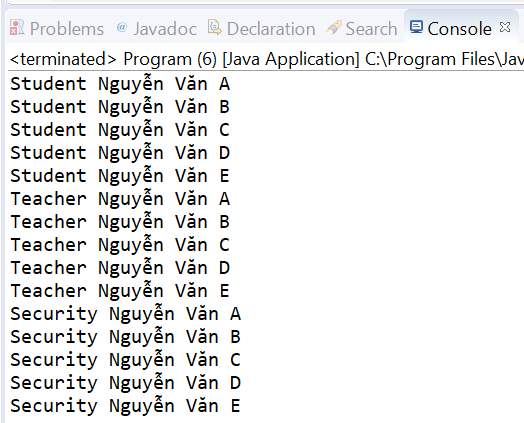 Problems @ Javadoc Declaration Search Console
<terminated> Program (6) [Java Application] C:\Program Files\Jav
Student Nguyễn Văn A
Student Nguyễn Văn B
Student Nguyễn Văn C
Student Nguyễn Văn D
Student Nguyễn Văn E
Teacher Nguyễn Văn A
Teacher Nguyễn Văn B
Teacher Nguyễn Văn C
Teacher Nguyễn Văn D
Teacher Nguyễn Văn E
Security Nguyễn Văn A
Security Nguyễn Văn B
Security Nguyễn Văn C
Security Nguyễn Văn D
Security Nguyễn Văn E